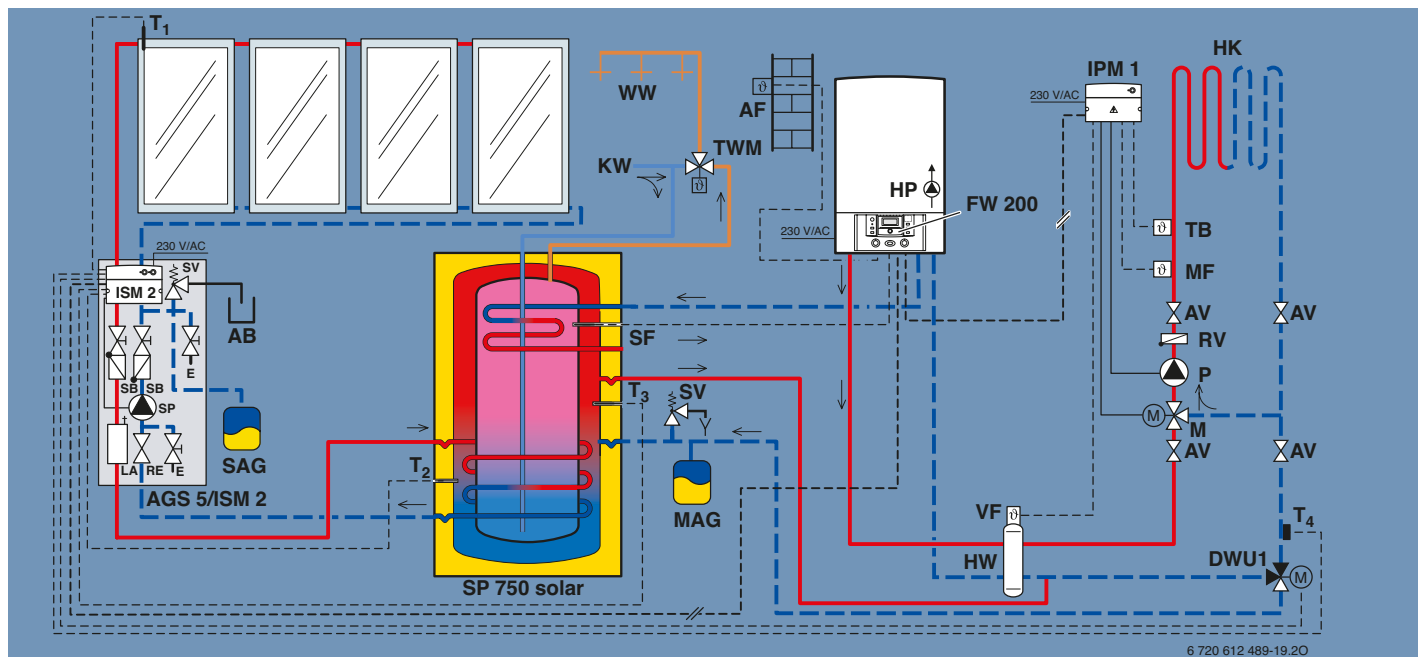 T1
HK
IPM 1
230 V/AC
ϑ
AF
WW
TWM
KW
ϑ
HP
FW 200
230 V/AC
TB
ϑ
MF
ϑ
230 V/AC
SV
ISM 2
AB
AV
AV
RV
SF
E
P
SB SB
SP
T3
SV
M
M
SAG
AV
AV
LA RE E
T2
AGS 5/ISM 2
MAG
VF
ϑ
T4
HW
DWU1
M
SP 750 solar
6 720 612 489-19.2O